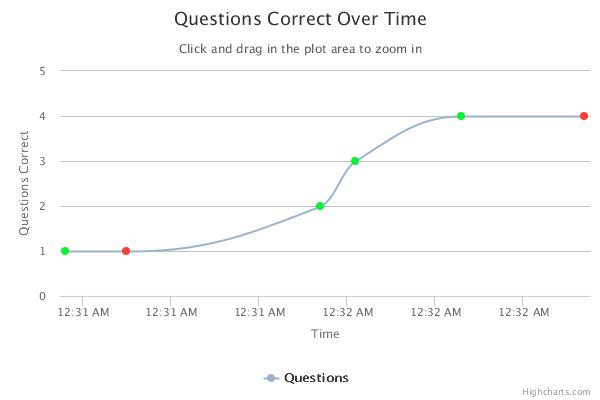 Questions Correct Over Time
Click and drag in the plot area to zoom in
Questions Correct
5
4
3
2
1
0
12:31 AM 12:31 AM 12:31 AM 12:32 AM 12:32 AM 12:32 AM
Time
Questions
Highcharts.com